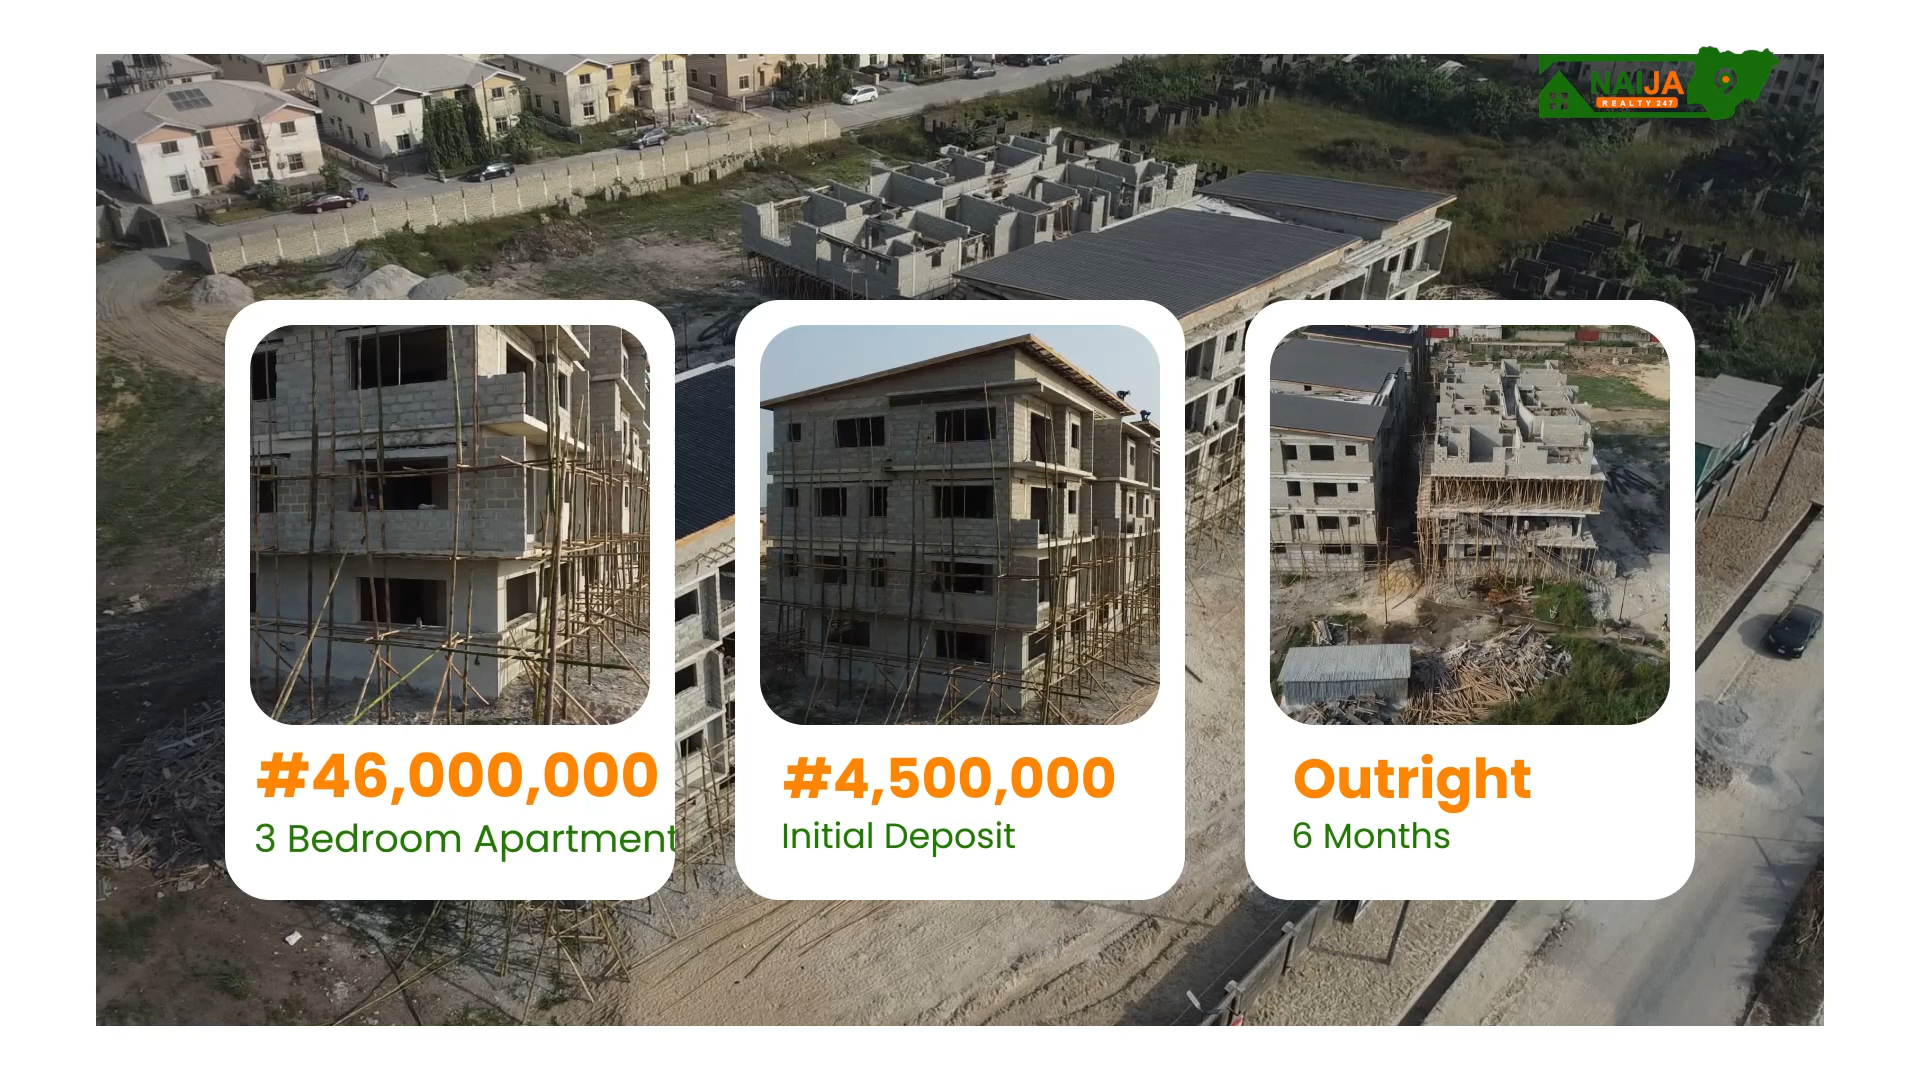 NAIJA
REALTY 247
#46,000,000
3 Bedroom Apartment
#4,500,000
Initial Deposit
Outright
6 Months